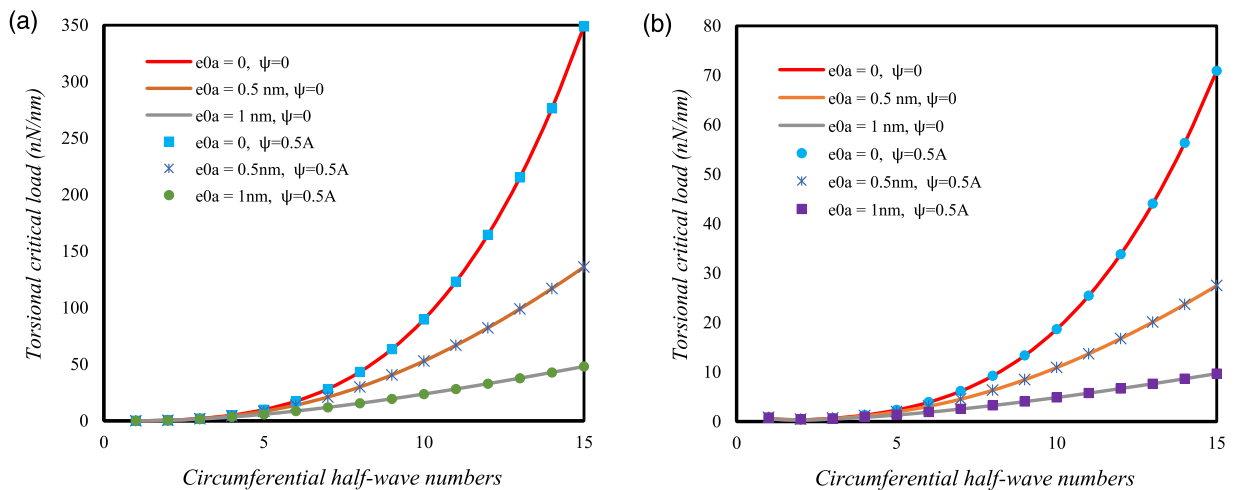 (a)
350
300
250
200
150
100
50
0
0
5
10
15
Torsional critical load (nN/nm)
Circumferential half-wave numbers
e0a = 0, ψ=0
e0a = 0.5 nm, ψ=0
e0a = 1 nm, ψ=0
e0a = 0, ψ=0.5A
e0a = 0.5nm, ψ=0.5A
e0a = 1nm, ψ=0.5A
(b)
80
70
60
50
40
30
20
10
0
0
5
10
15
Torsional critical load (nN/nm)
Circumferential half-wave numbers
e0a = 0, ψ=0
e0a = 0.5 nm, ψ=0
e0a = 1 nm, ψ=0
e0a = 0, ψ=0.5A
e0a = 0.5nm, ψ=0.5A
e0a = 1nm, ψ=0.5A